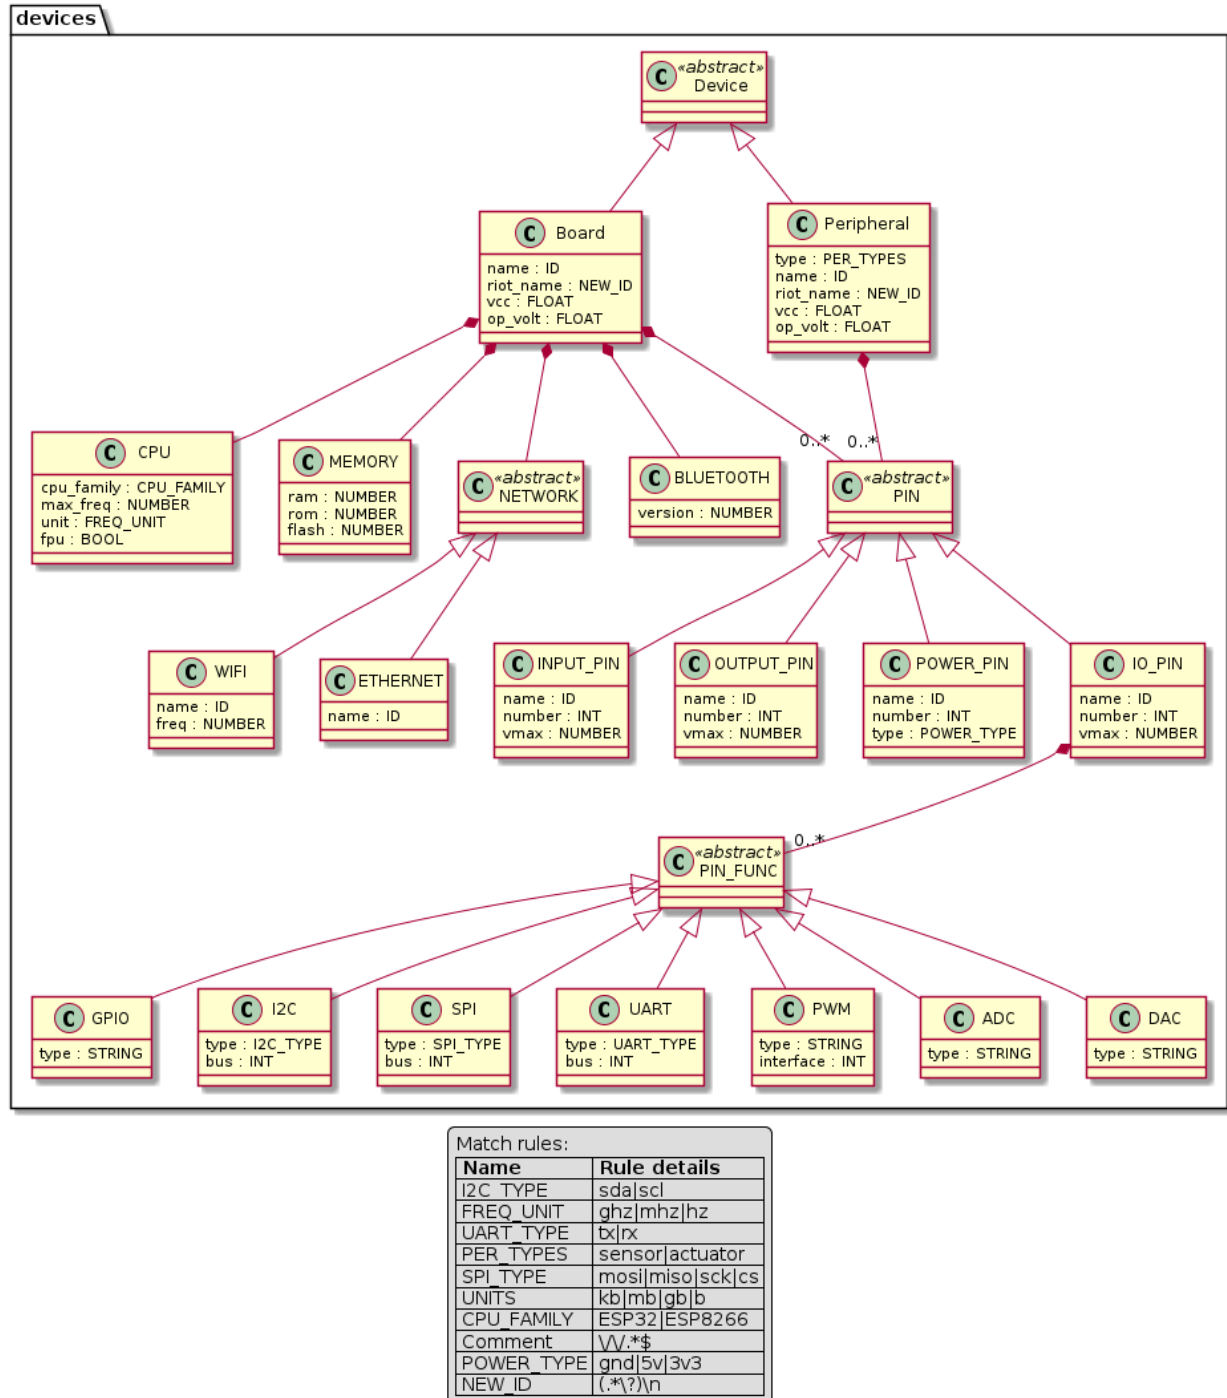 devices
C «abstract»
Device
C Board
name : ID
riot_name : NEW_ID
vcc : FLOAT
op_volt : FLOAT
C Peripheral
type : PER_TYPES
name : ID
riot_name : NEW_ID
vcc : FLOAT
op_volt : FLOAT
0..* 0..*
C CPU
cpu_family : CPU_FAMILY
max_freq : NUMBER
unit : FREQ_UNIT
fpu : BOOL
C MEMORY
ram : NUMBER
rom : NUMBER
flash : NUMBER
C «abstract»
NETWORK
C BLUETOOTH
version : NUMBER
C «abstract»
PIN
C WIFI
name : ID
freq : NUMBER
C ETHERNET
name : ID
C INPUT_PIN
name : ID
number : INT
vmax : NUMBER
C OUTPUT_PIN
name : ID
number : INT
vmax : NUMBER
C POWER_PIN
name : ID
number : INT
type : POWER_TYPE
C IO_PIN
name : ID
number : INT
vmax : NUMBER
0..*
C «abstract»
PIN_FUNC
C GPIO
type : STRING
C I2C
type : I2C_TYPE
bus : INT
C SPI
type : SPI_TYPE
bus : INT
C UART
type : UART_TYPE
bus : INT
C PWM
type : STRING
interface : INT
C ADC
type : STRING
C DAC
type : STRING
Match rules:
Name Rule details
I2C_TYPE sda|scl
FREQ_UNIT ghz|mhz|hz
UART_TYPE tx|rx
PER_TYPES sensor|actuator
SPI_TYPE mosi|miso|sck|cs
UNITS kb|mb|gb|b
CPU_FAMILY ESP32|ESP8266
Comment \/\/.*$
POWER_TYPE gnd|5v|3v3
NEW_ID (.*\?)\n